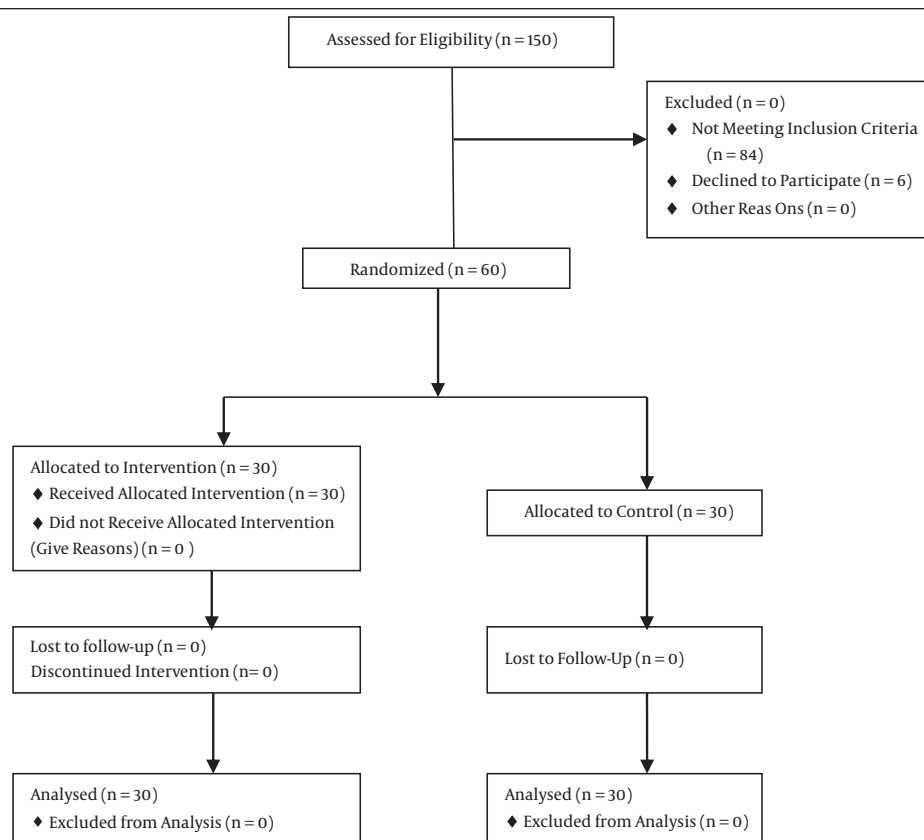 Assessed for Eligibility (n = 150)
Excluded (n = 0)
♦ Not Meeting Inclusion Criteria
(n = 84)
♦ Declined to Participate (n = 6)
♦ Other Reas Ons (n = 0)
Randomized (n = 60)
Allocated to Intervention (n = 30)
♦ Received Allocated Intervention (n = 30)
♦ Did not Receive Allocated Intervention
(Give Reasons) (n = 0 )
Allocated to Control (n = 30)
Lost to follow-up (n = 0)
Discontinued Intervention (n= 0)
Lost to Follow-Up (n = 0)
Analysed (n = 30)
♦ Excluded from Analysis (n = 0)
Analysed (n = 30)
♦ Excluded from Analysis (n = 0)